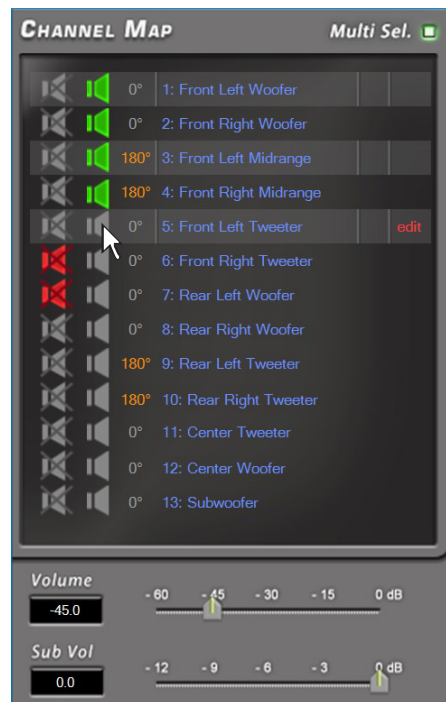 CHANNEL MAP Multi Sel.
0° 1: Front Left Woofer
0° 2: Front Right Woofer
180° 3: Front Left Midrange
180° 4: Front Right Midrange
0° 5: Front Left Tweeter edit
0° 6: Front Right Tweeter
0° 7: Rear Left Woofer
0° 8: Rear Right Woofer
180° 9: Rear Left Tweeter
180° 10: Rear Right Tweeter
0° 11: Center Tweeter
0° 12: Center Woofer
0° 13: Subwoofer
Volume
-45.0
- 60 - 45 - 30 - 15 0 dB
Sub Vol
0.0
- 12 - 9 - 6 - 3 0 dB